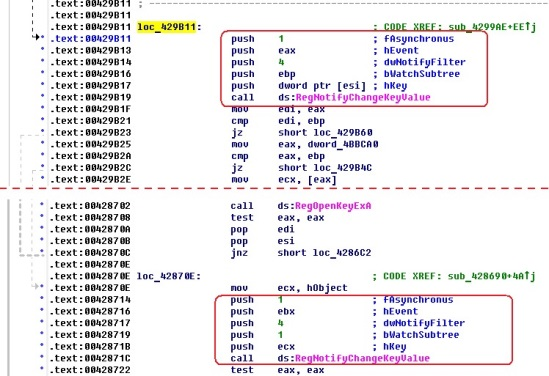 .text:00429B11 ; ----------------------------------------
.text:00429B11
.text:00429B11 loc_429B11: ; CODE XREF: sub_4299AE+EE↑j
.text:00429B11 push 1 ; fAsynchronus
.text:00429B13 push eax ; hEvent
.text:00429B14 push 4 ; dwNotifyFilter
.text:00429B16 push ebp ; bWatchSubtree
.text:00429B17 push dword ptr [esi] ; hKey
.text:00429B19 call ds:RegNotifyChangeKeyValue
.text:00429B1F mov edi, eax
.text:00429B21 cmp edi, ebp
.text:00429B23 jz short loc_429B60
.text:00429B25 mov eax, dword_4BBCA0
.text:00429B2A cmp eax, ebp
.text:00429B2C jz short loc_429B4C
.text:00429B2E mov ecx, [eax]
.text:00428702 call ds:RegOpenKeyExA
.text:00428708 test eax, eax
.text:0042870A pop edi
.text:0042870B pop esi
.text:0042870C jnz short loc_4286C2
.text:0042870E
.text:0042870E loc_42870E: ; CODE XREF: sub_428690+4A↑j
.text:0042870E mov ecx, hObject
.text:00428714 push 1 ; fAsynchronus
.text:00428716 push ebx ; hEvent
.text:00428717 push 4 ; dwNotifyFilter
.text:00428719 push 1 ; bWatchSubtree
.text:0042871B push ecx ; hKey
.text:0042871C call ds:RegNotifyChangeKeyValue
.text:00428722 test eax, eax